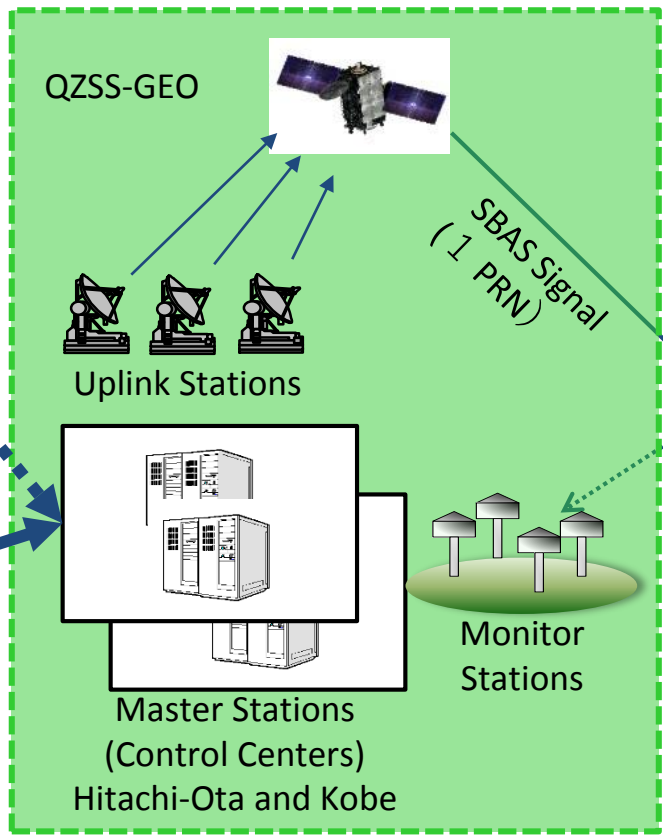 QZSS-GEO
SBAS Signal
( 1 PRN)
Uplink Stations
Monitor
Stations
Master Stations
(Control Centers)
Hitachi-Ota and Kobe